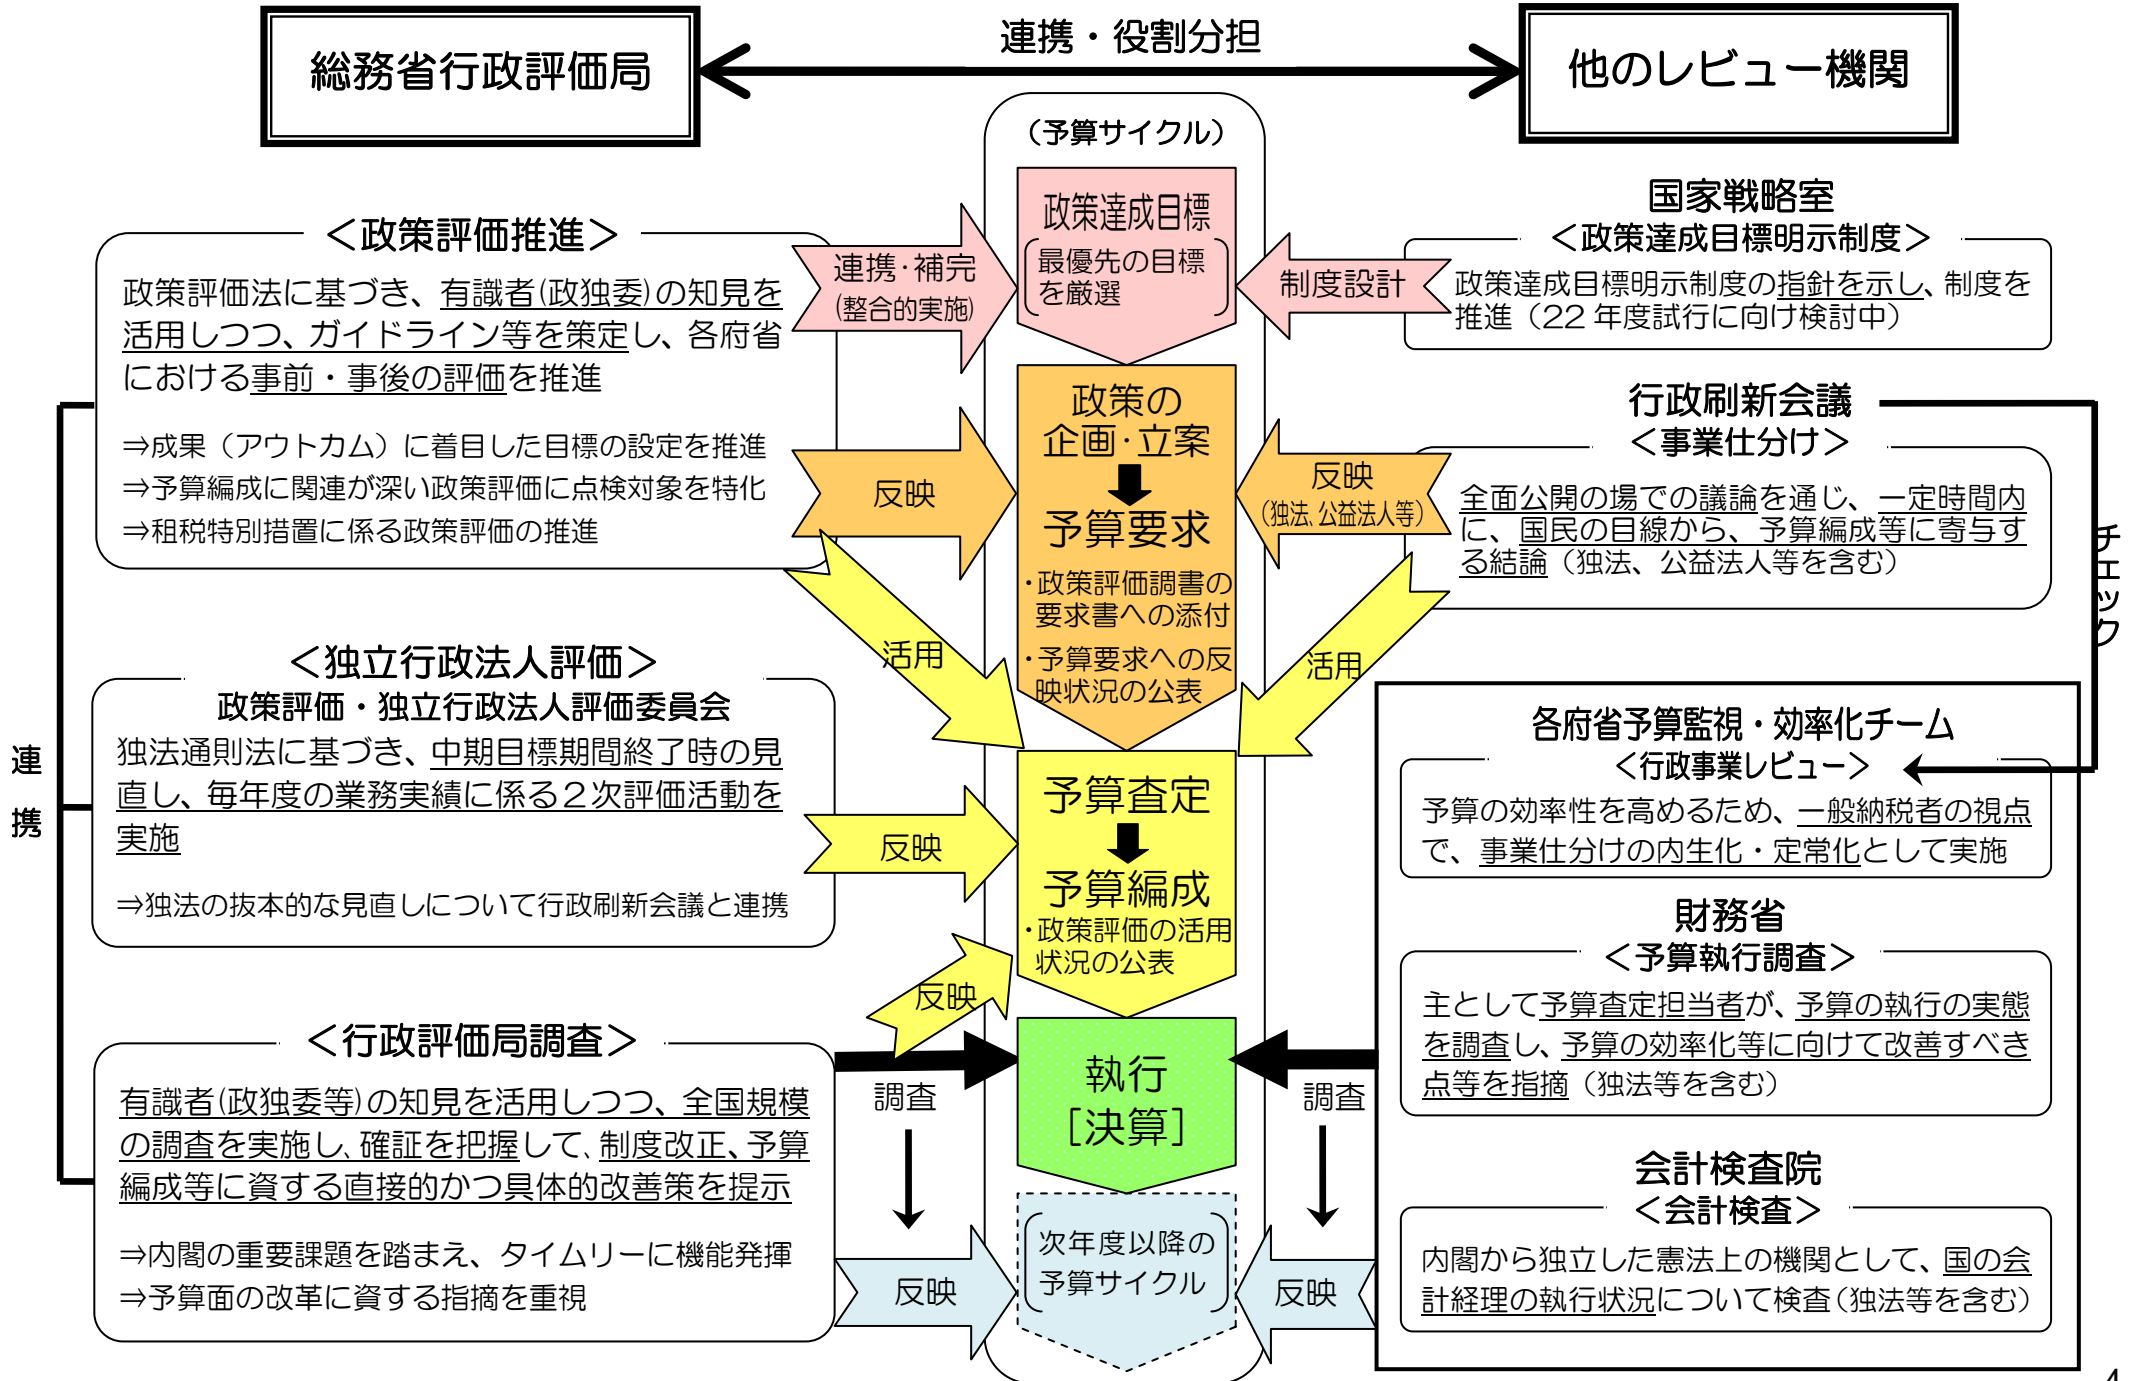 総務省行政評価局
連携・役割分担
他のレビュー機関
（予算サイクル）
＜政策評価推進＞
政策評価法に基づき、有識者(政独委)の知見を
活用しつつ、ガイドライン等を策定し、各府省
における事前・事後の評価を推進
⇒成果（アウトカム）に着目した目標の設定を推進
⇒予算編成に関連が深い政策評価に点検対象を特化
⇒租税特別措置に係る政策評価の推進
＜独立行政法人評価＞
政策評価・独立行政法人評価委員会
独法通則法に基づき、中期目標期間終了時の見
直し、毎年度の業務実績に係る２次評価活動を
実施
⇒独法の抜本的な見直しについて行政刷新会議と連携
＜行政評価局調査＞
有識者(政独委等)の知見を活用しつつ、全国規模
の調査を実施し、確証を把握して、制度改正、予算
編成等に資する直接的かつ具体的改善策を提示
⇒内閣の重要課題を踏まえ、タイムリーに機能発揮
⇒予算面の改革に資する指摘を重視
連携
連携・補完
(整合的実施)
反映
活用
反映
反映
調査
反映
政策達成目標
最優先の目標
を厳選
政策の
企画・立案
予算要求
・政策評価調書の
要求書への添付
・予算要求への反
映状況の公表
予算査定
予算編成
・政策評価の活用
状況の公表
執行
［決算］
次年度以降の
予算サイクル
制度設計
反映
（独法、公益法人等）
活用
調査
反映
国家戦略室
＜政策達成目標明示制度＞
政策達成目標明示制度の指針を示し、制度を
推進（22 年度試行に向け検討中）
行政刷新会議
＜事業仕分け＞
全面公開の場での議論を通じ、一定時間内
に、国民の目線から、予算編成等に寄与す
る結論（独法、公益法人等を含む）
チェック
各府省予算監視・効率化チーム
＜行政事業レビュー＞
予算の効率性を高めるため、一般納税者の視点
で、事業仕分けの内生化・定常化として実施
財務省
＜予算執行調査＞
主として予算査定担当者が、予算の執行の実態
を調査し、予算の効率化等に向けて改善すべき
点等を指摘（独法等を含む）
会計検査院
＜会計検査＞
内閣から独立した憲法上の機関として、国の会
計経理の執行状況について検査（独法等を含む）
4